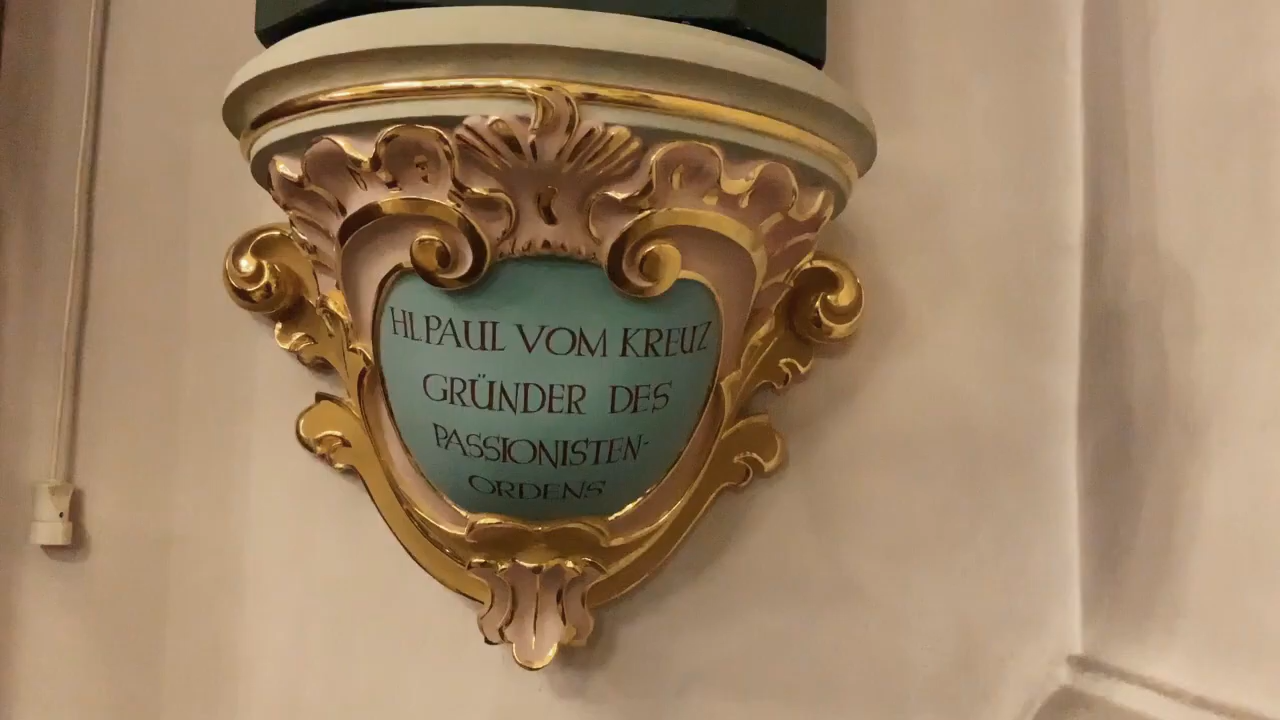 HL PAUL VOM KREUZ
GRÜNDER DES
PASSIONISTEN-
ORDENS